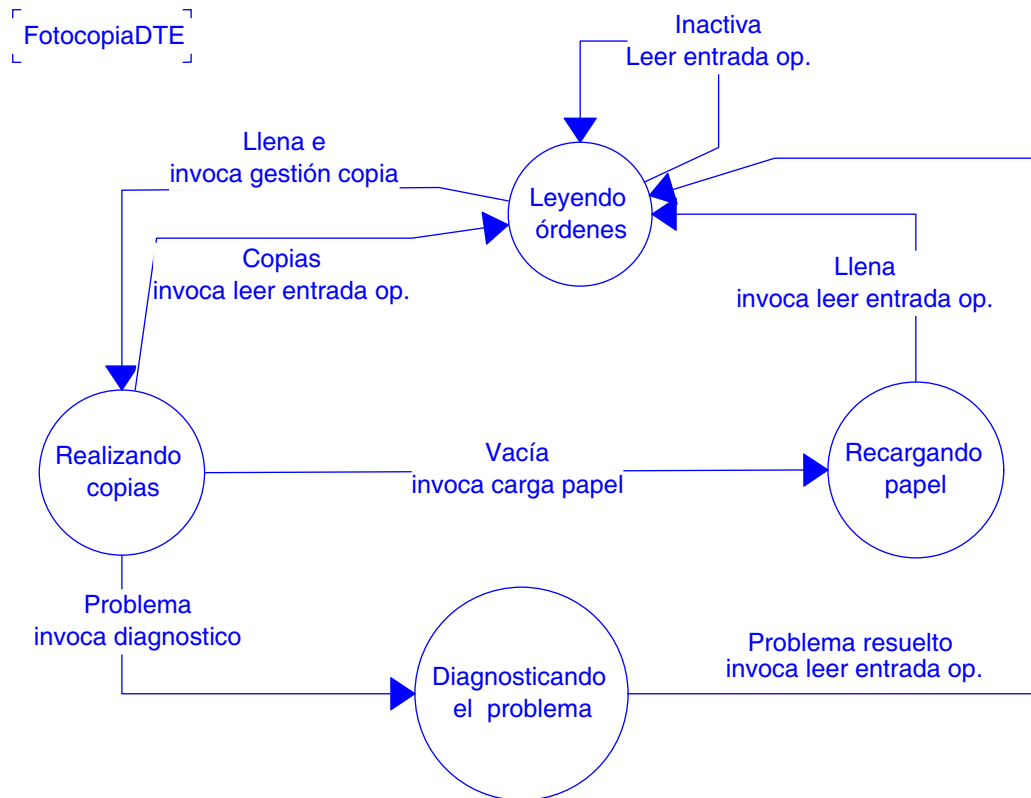 FotocopiaDTE
Inactiva
Leer entrada op.
Llena e
invoca gestión copia
Leyendo
órdenes
Copias
invoca leer entrada op.
Llena
invoca leer entrada op.
Realizando
copias
Vacía
invoca carga papel
Recargando
papel
Problema
invoca diagnostico
Diagnosticando
el problema
Problema resuelto
invoca leer entrada op.